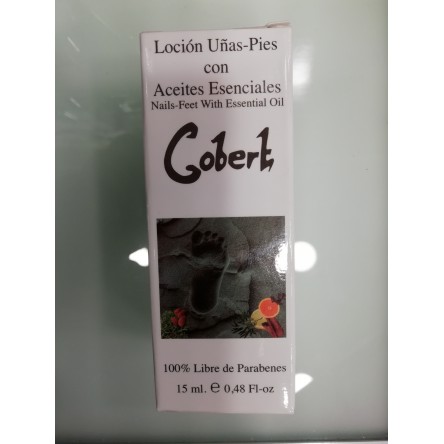 Loción Uñas-Pies
con
Aceites Esenciales
Nails-Feet With Essential Oil
Gobert
100% Libre de Parabenes
15 ml. ℮ 0,48 Fl-oz